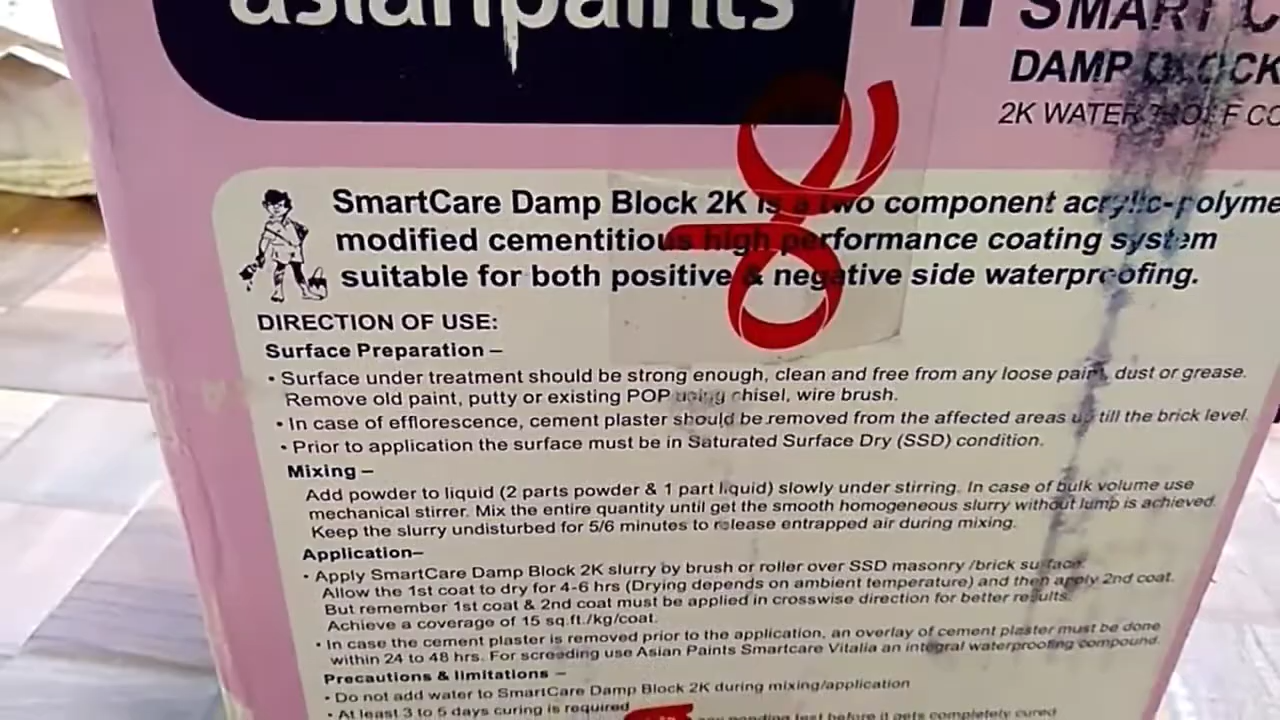 asianpaints
SMART C
DAMP BLOCK
2K WATERPROOF CO
SmartCare Damp Block 2K is a two component acrylic-polyme
modified cementitious high performance coating system
suitable for both positive & negative side waterproofing.
DIRECTION OF USE:
Surface Preparation –
• Surface under treatment should be strong enough, clean and free from any loose paint, dust or grease.
Remove old paint, putty or existing POP using chisel, wire brush.
• In case of efflorescence, cement plaster should be removed from the affected areas up till the brick level.
• Prior to application the surface must be in Saturated Surface Dry (SSD) condition.
Mixing –
Add powder to liquid (2 parts powder & 1 part liquid) slowly under stirring. In case of bulk volume use
mechanical stirrer. Mix the entire quantity until get the smooth homogeneous slurry without lump is achieved.
Keep the slurry undisturbed for 5/6 minutes to release entrapped air during mixing.
Application–
• Apply SmartCare Damp Block 2K slurry by brush or roller over SSD masonry /brick surface.
Allow the 1st coat to dry for 4-6 hrs (Drying depends on ambient temperature) and then apply 2nd coat.
But remember 1st coat & 2nd coat must be applied in crosswise direction for better results.
Achieve a coverage of 15 sq.ft./kg/coat.
• In case the cement plaster is removed prior to the application, an overlay of cement plaster must be done
within 24 to 48 hrs. For screeding use Asian Paints Smartcare Vitalia an integral waterproofing compound.
Precautions & limitations –
• Do not add water to SmartCare Damp Block 2K during mixing/application
• At least 3 to 5 days curing is required ponding test before it gets completely cured